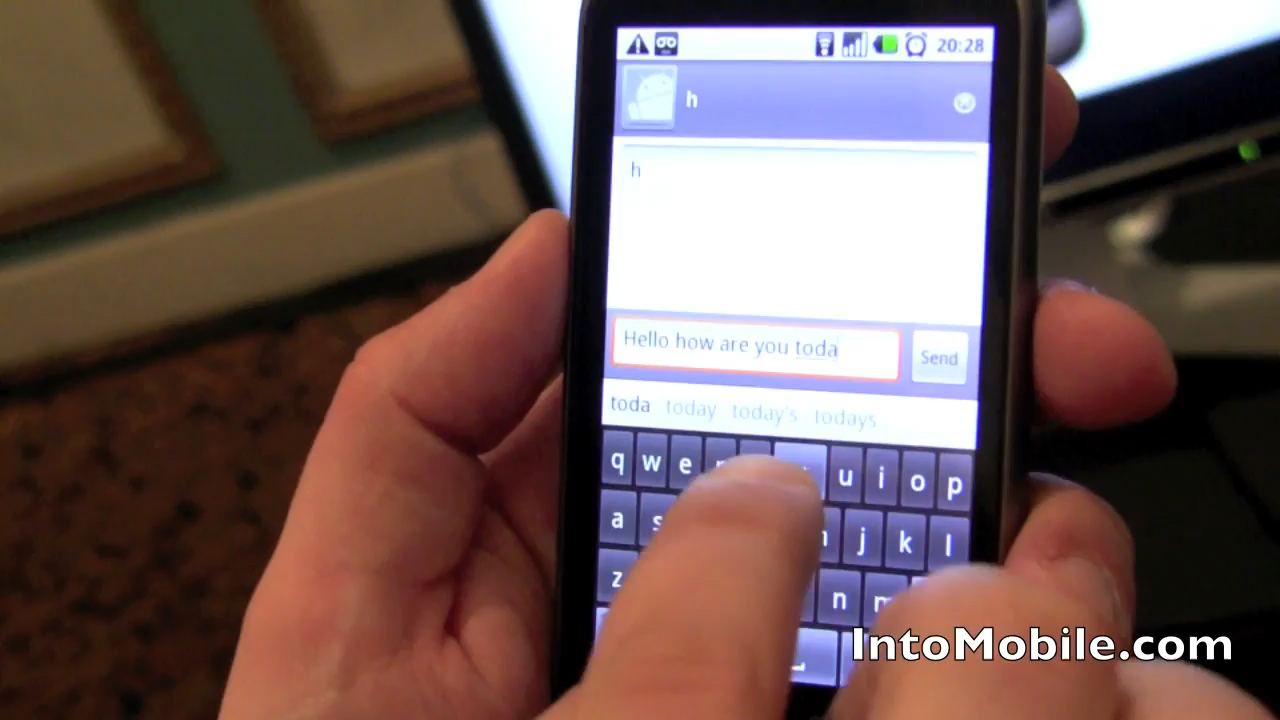 20:28
h
h
Hello how are you toda
Send
toda today today's todays
q w e u i o p
a s j k l
z n m
IntoMobile.com